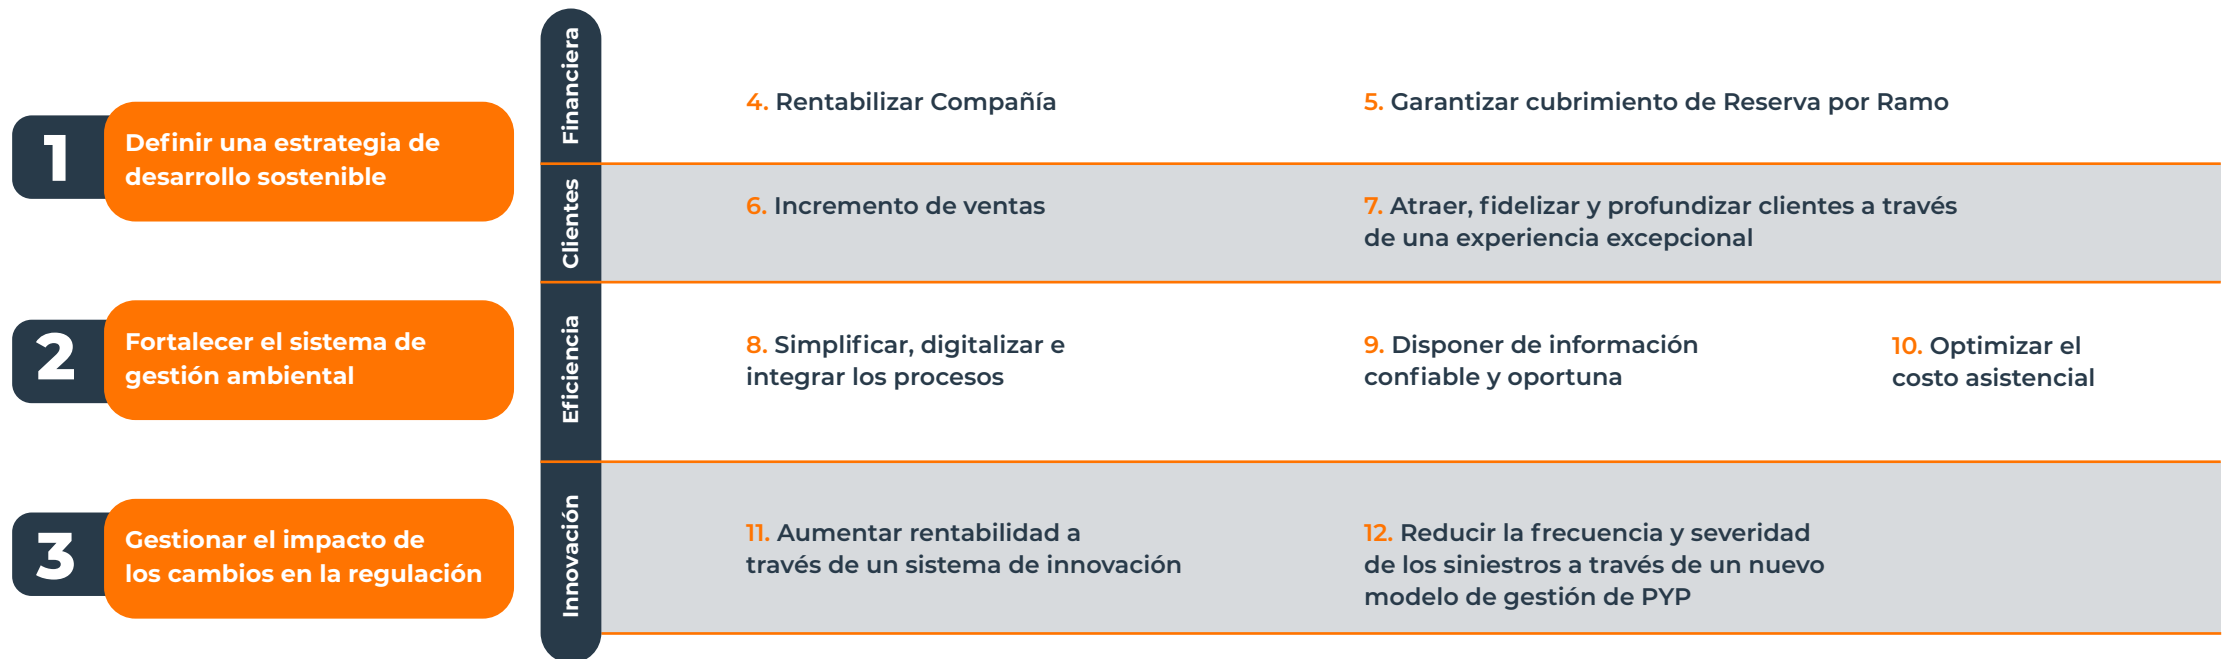 1
Definir una estrategia de
desarrollo sostenible
2
Fortalecer el sistema de
gestión ambiental
3
Gestionar el impacto de
los cambios en la regulación
Financiera
4. Rentabilizar Compañía
5. Garantizar cubrimiento de Reserva por Ramo
Clientes
6. Incremento de ventas
7. Atraer, fidelizar y profundizar clientes a través
de una experiencia excepcional
Eficiencia
8. Simplificar, digitalizar e
integrar los procesos
9. Disponer de información
confiable y oportuna
10. Optimizar el
costo asistencial
Innovación
11. Aumentar rentabilidad a
través de un sistema de innovación
12. Reducir la frecuencia y severidad
de los siniestros a través de un nuevo
modelo de gestión de PYP